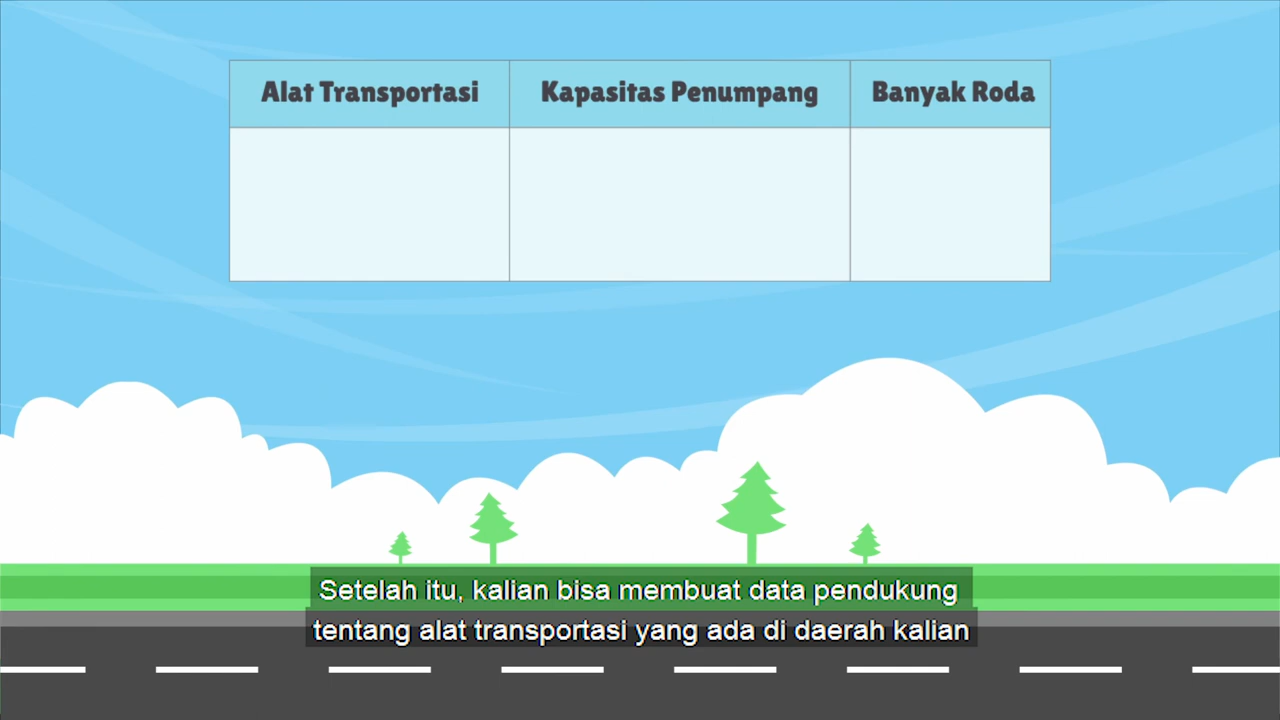 Alat Transportasi Kapasitas Penumpang Banyak Roda
Setelah itu, kalian bisa membuat data pendukung
tentang alat transportasi yang ada di daerah kalian